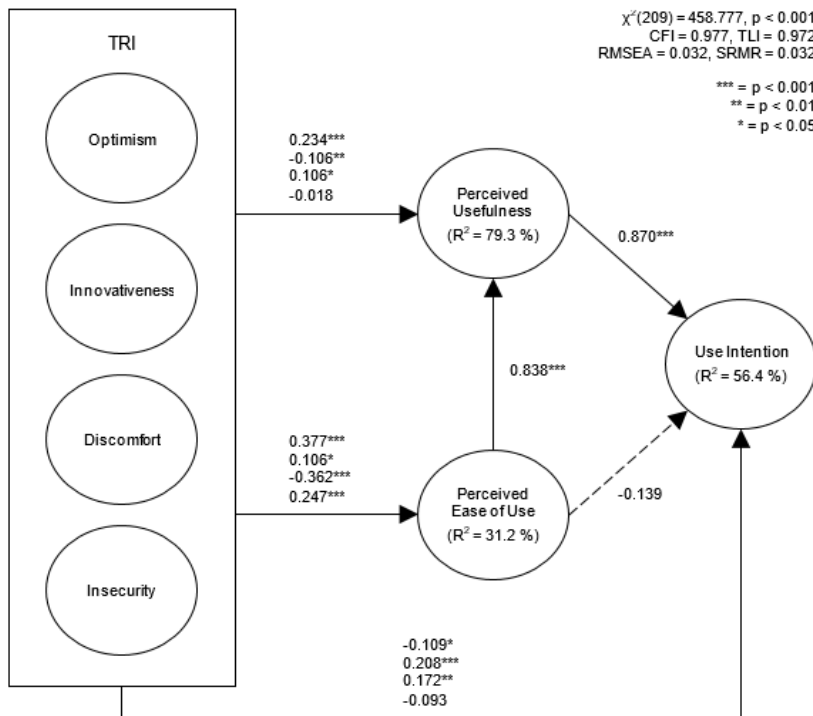 χ²(209) = 458.777, p < 0.001
CFI = 0.977, TLI = 0.972
RMSEA = 0.032, SRMR = 0.032
*** = p < 0.001
** = p < 0.01
* = p < 0.05
TRI
Optimism
Innovativeness
Discomfort
Insecurity
0.234***
-0.106**
0.106*
-0.018
Perceived
Usefulness
(R² = 79.3 %)
0.870***
0.838***
Use Intention
(R² = 56.4 %)
0.377***
0.106*
-0.362***
0.247***
Perceived
Ease of Use
(R² = 31.2 %)
-0.139
-0.109*
0.208***
0.172**
-0.093